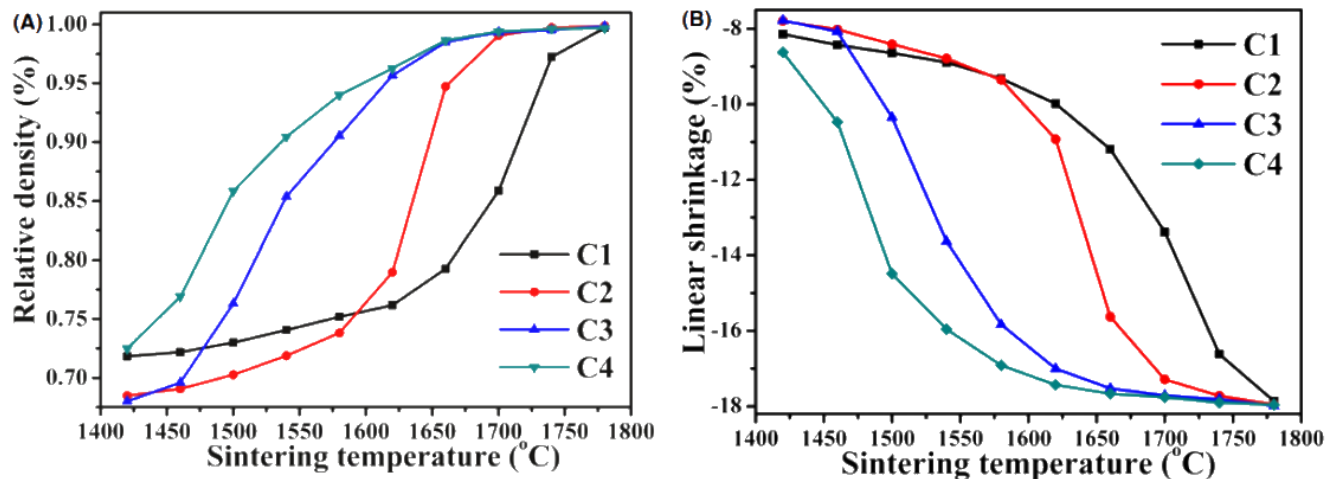 (A)
Relative density (%)
1.00
0.95
0.90
0.85
0.80
0.75
0.70
C1
C2
C3
C4
1400 1450 1500 1550 1600 1650 1700 1750 1800
Sintering temperature (°C)
(B)
Linear shrinkage (%)
-8
-10
-12
-14
-16
-18
C1
C2
C3
C4
1400 1450 1500 1550 1600 1650 1700 1750 1800
Sintering temperature (°C)